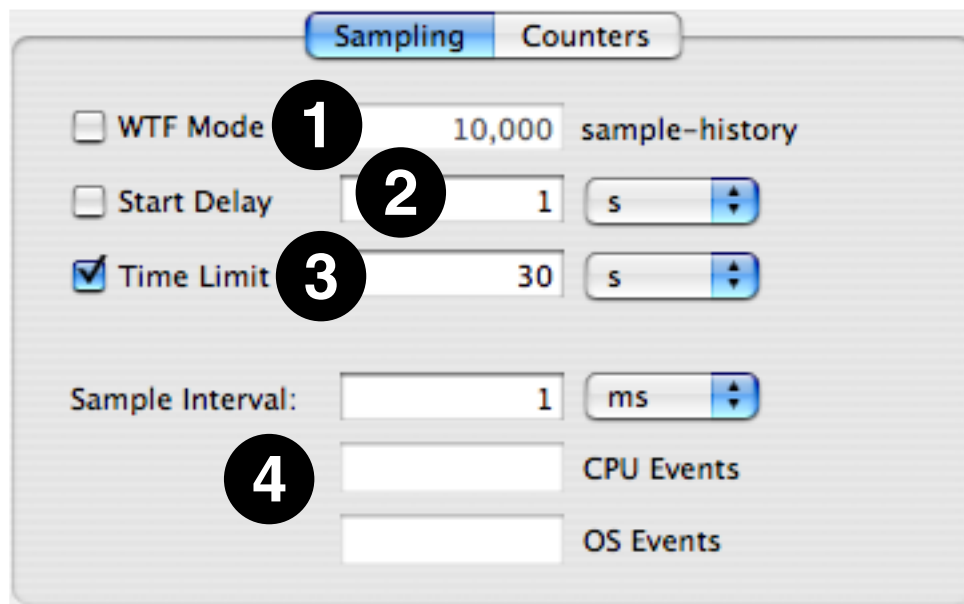 Sampling Counters
WTF Mode 1 10,000 sample-history
Start Delay 2 1 s
Time Limit 3 30 s
Sample Interval: 1 ms
4 CPU Events
OS Events